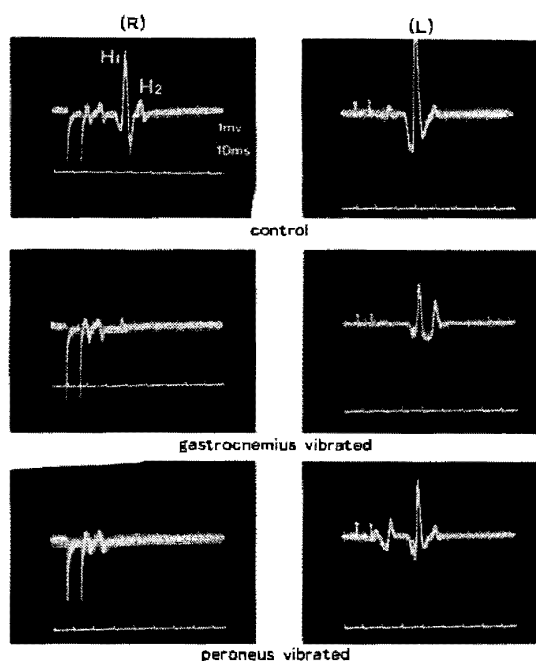 (R) (L)
H1
H2
1mv
10ms
control
gastrocnemius vibrated
peroneus vibrated